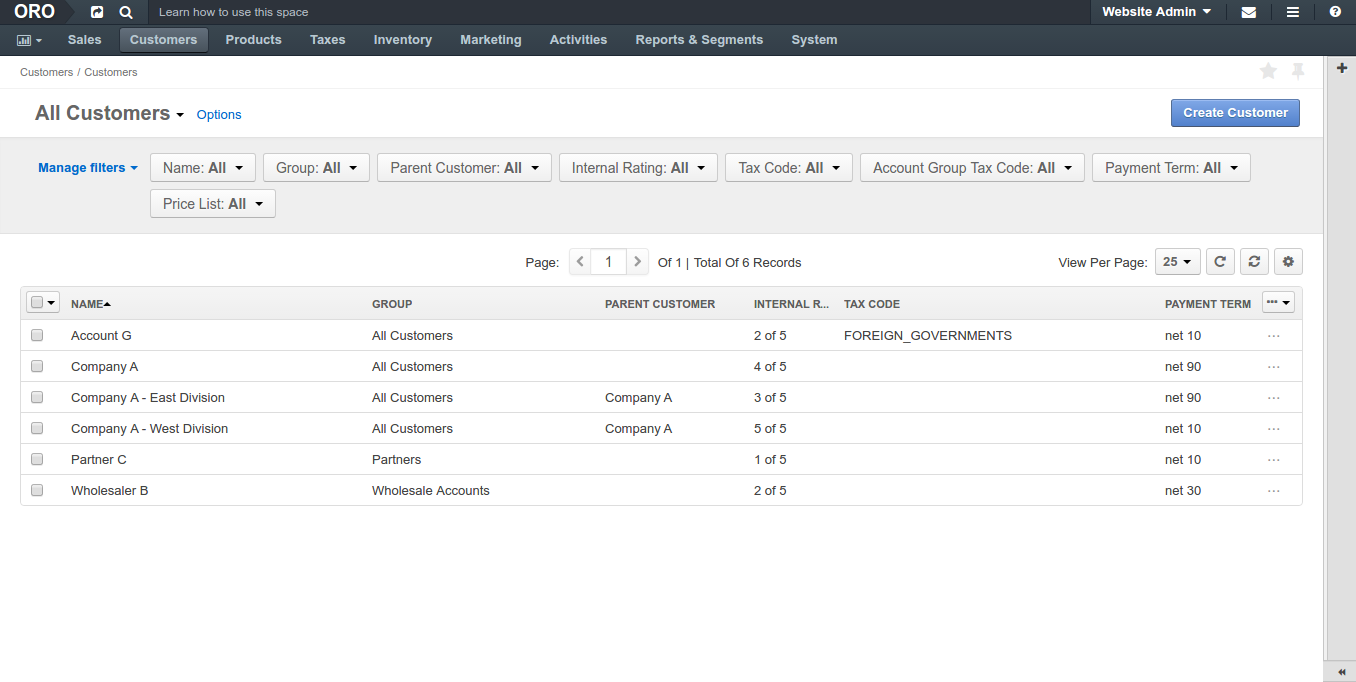 ORO Learn how to use this space Website Admin
Sales Customers Products Taxes Inventory Marketing Activities Reports & Segments System
Customers / Customers
All Customers Options Create Customer
Manage filters Name: All Group: All Parent Customer: All Internal Rating: All Tax Code: All Account Group Tax Code: All Payment Term: All
Price List: All
Page: 1 Of 1 | Total Of 6 Records View Per Page: 25
NAME GROUP PARENT CUSTOMER INTERNAL R... TAX CODE PAYMENT TERM
Account G All Customers 2 of 5 FOREIGN_GOVERNMENTS net 10
Company A All Customers 4 of 5 net 90
Company A - East Division All Customers Company A 3 of 5 net 90
Company A - West Division All Customers Company A 5 of 5 net 10
Partner C Partners 1 of 5 net 10
Wholesaler B Wholesale Accounts 2 of 5 net 30